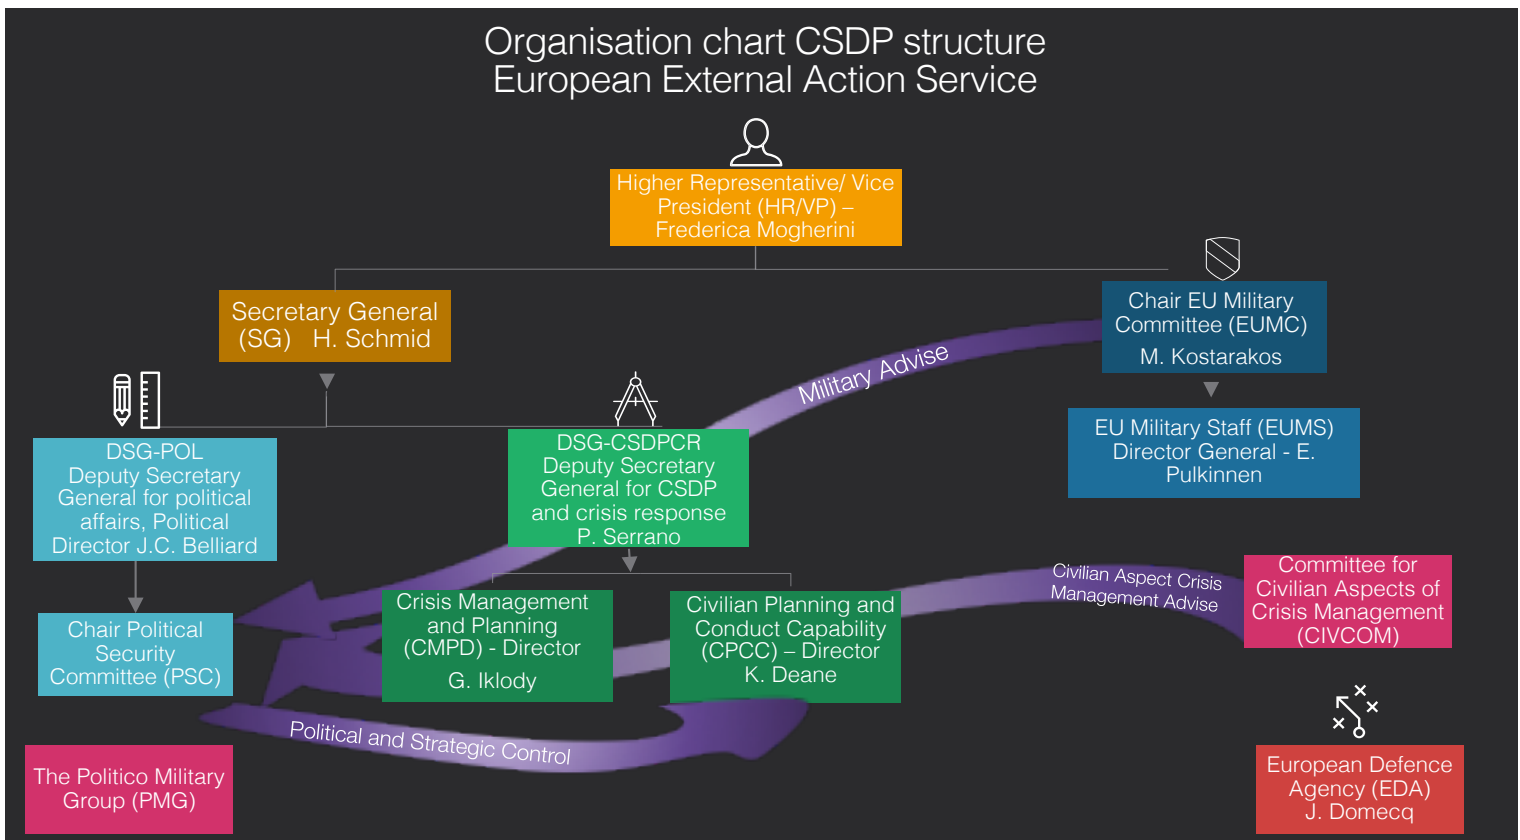 Organisation chart CSDP structure
European External Action Service
Higher Representative/ Vice
President (HR/VP) –
Frederica Mogherini
Secretary General
(SG) H. Schmid
Chair EU Military
Committee (EUMC)
M. Kostarakos
Military Advise
EU Military Staff (EUMS)
Director General - E.
Pulkinnen
DSG-POL
Deputy Secretary
General for political
affairs, Political
Director J.C. Belliard
DSG-CSDPCR
Deputy Secretary
General for CSDP
and crisis response
P. Serrano
Chair Political
Security
Committee (PSC)
Crisis Management
and Planning
(CMPD) - Director
G. Iklody
Civilian Planning and
Conduct Capability
(CPCC) – Director
K. Deane
Civilian Aspect Crisis
Management Advise
Committee for
Civilian Aspects of
Crisis Management
(CIVCOM)
Political and Strategic Control
The Politico Military
Group (PMG)
European Defence
Agency (EDA)
J. Domecq